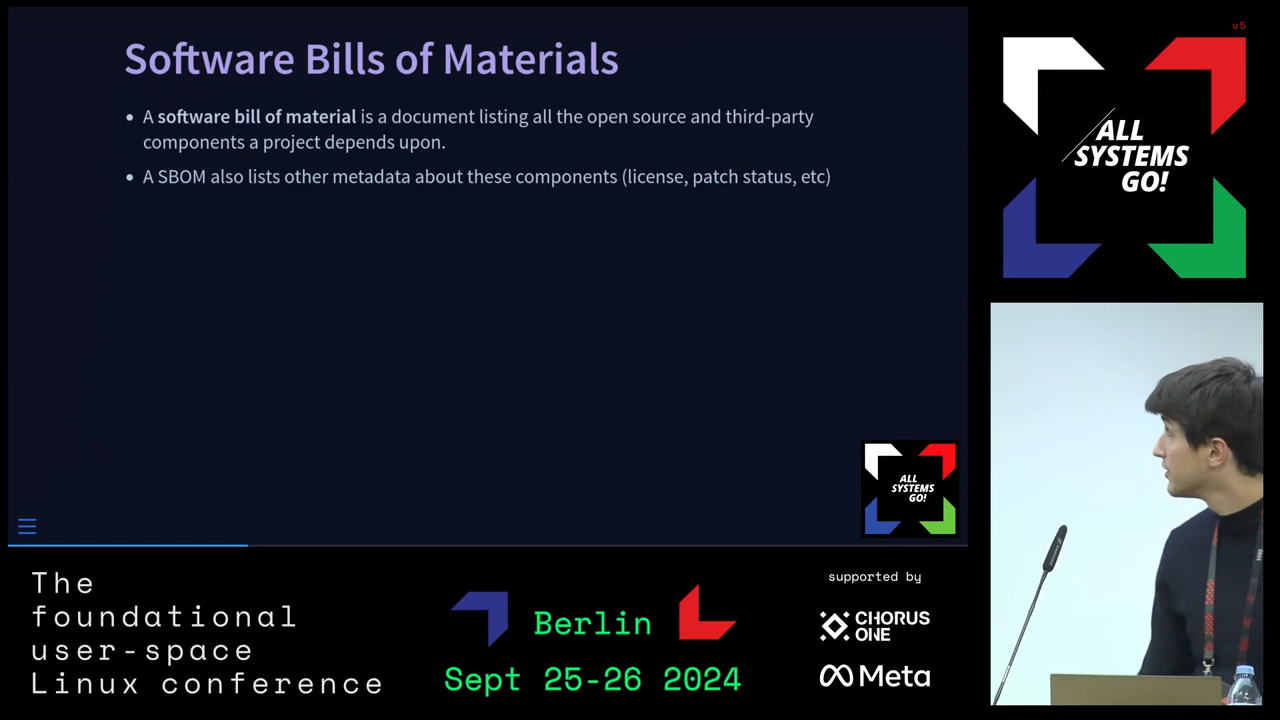 Software Bills of Materials
A software bill of material is a document listing all the open source and third-party
components a project depends upon.
A SBOM also lists other metadata about these components (license, patch status, etc)
ALL
SYSTEMS
GO!
v5
ALL
SYSTEMS
GO!
The
foundational
user-space
Linux conference
Berlin
Sept 25-26 2024
supported by
CHORUS
ONE
Meta